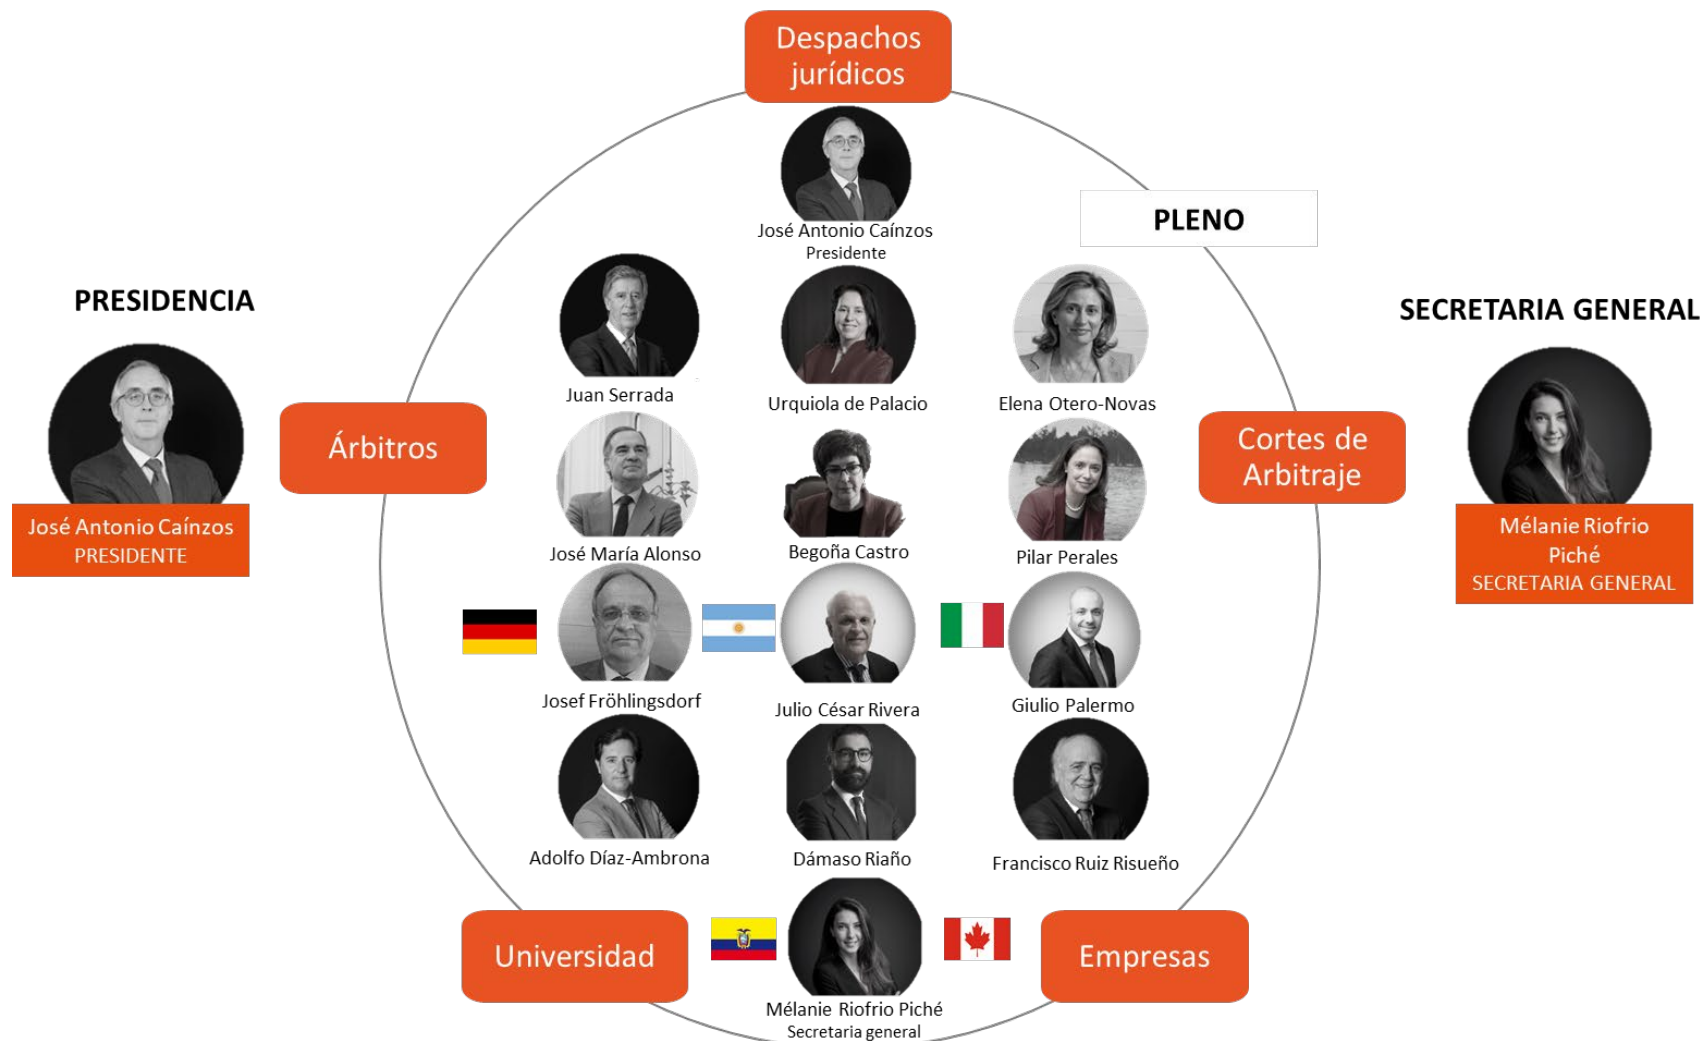 Despachos
jurídicos
José Antonio Caínzos
Presidente
PLENO
PRESIDENCIA
SECRETARIA GENERAL
Juan Serrada
Urquiola de Palacio
Elena Otero-Novas
Árbitros
Cortes de
Arbitraje
José Antonio Caínzos
PRESIDENTE
Mélanie Riofrio
Piché
SECRETARIA GENERAL
José María Alonso
Begoña Castro
Pilar Perales
Josef Fröhlingsdorf
Julio César Rivera
Giulio Palermo
Adolfo Díaz-Ambrona
Dámaso Riaño
Francisco Ruiz Risueño
Universidad
Empresas
Mélanie Riofrio Piché
Secretaria general